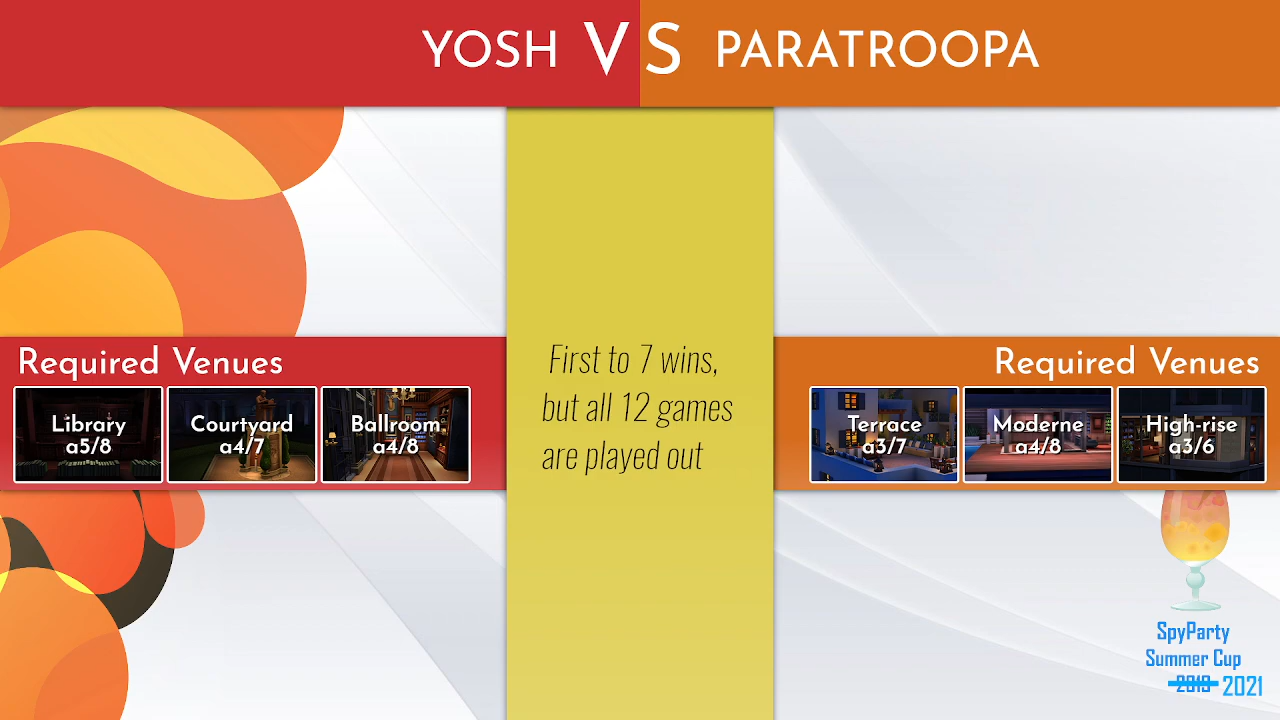 YOSH VS PARATROOPA
Required Venues
Library
a5/8
Courtyard
a4/7
Ballroom
a4/8
First to 7 wins,
but all 12 games
are played out
Required Venues
Terrace
a3/7
Moderne
a4/8
High-rise
a3/6
SpyParty
Summer Cup
2019 2021